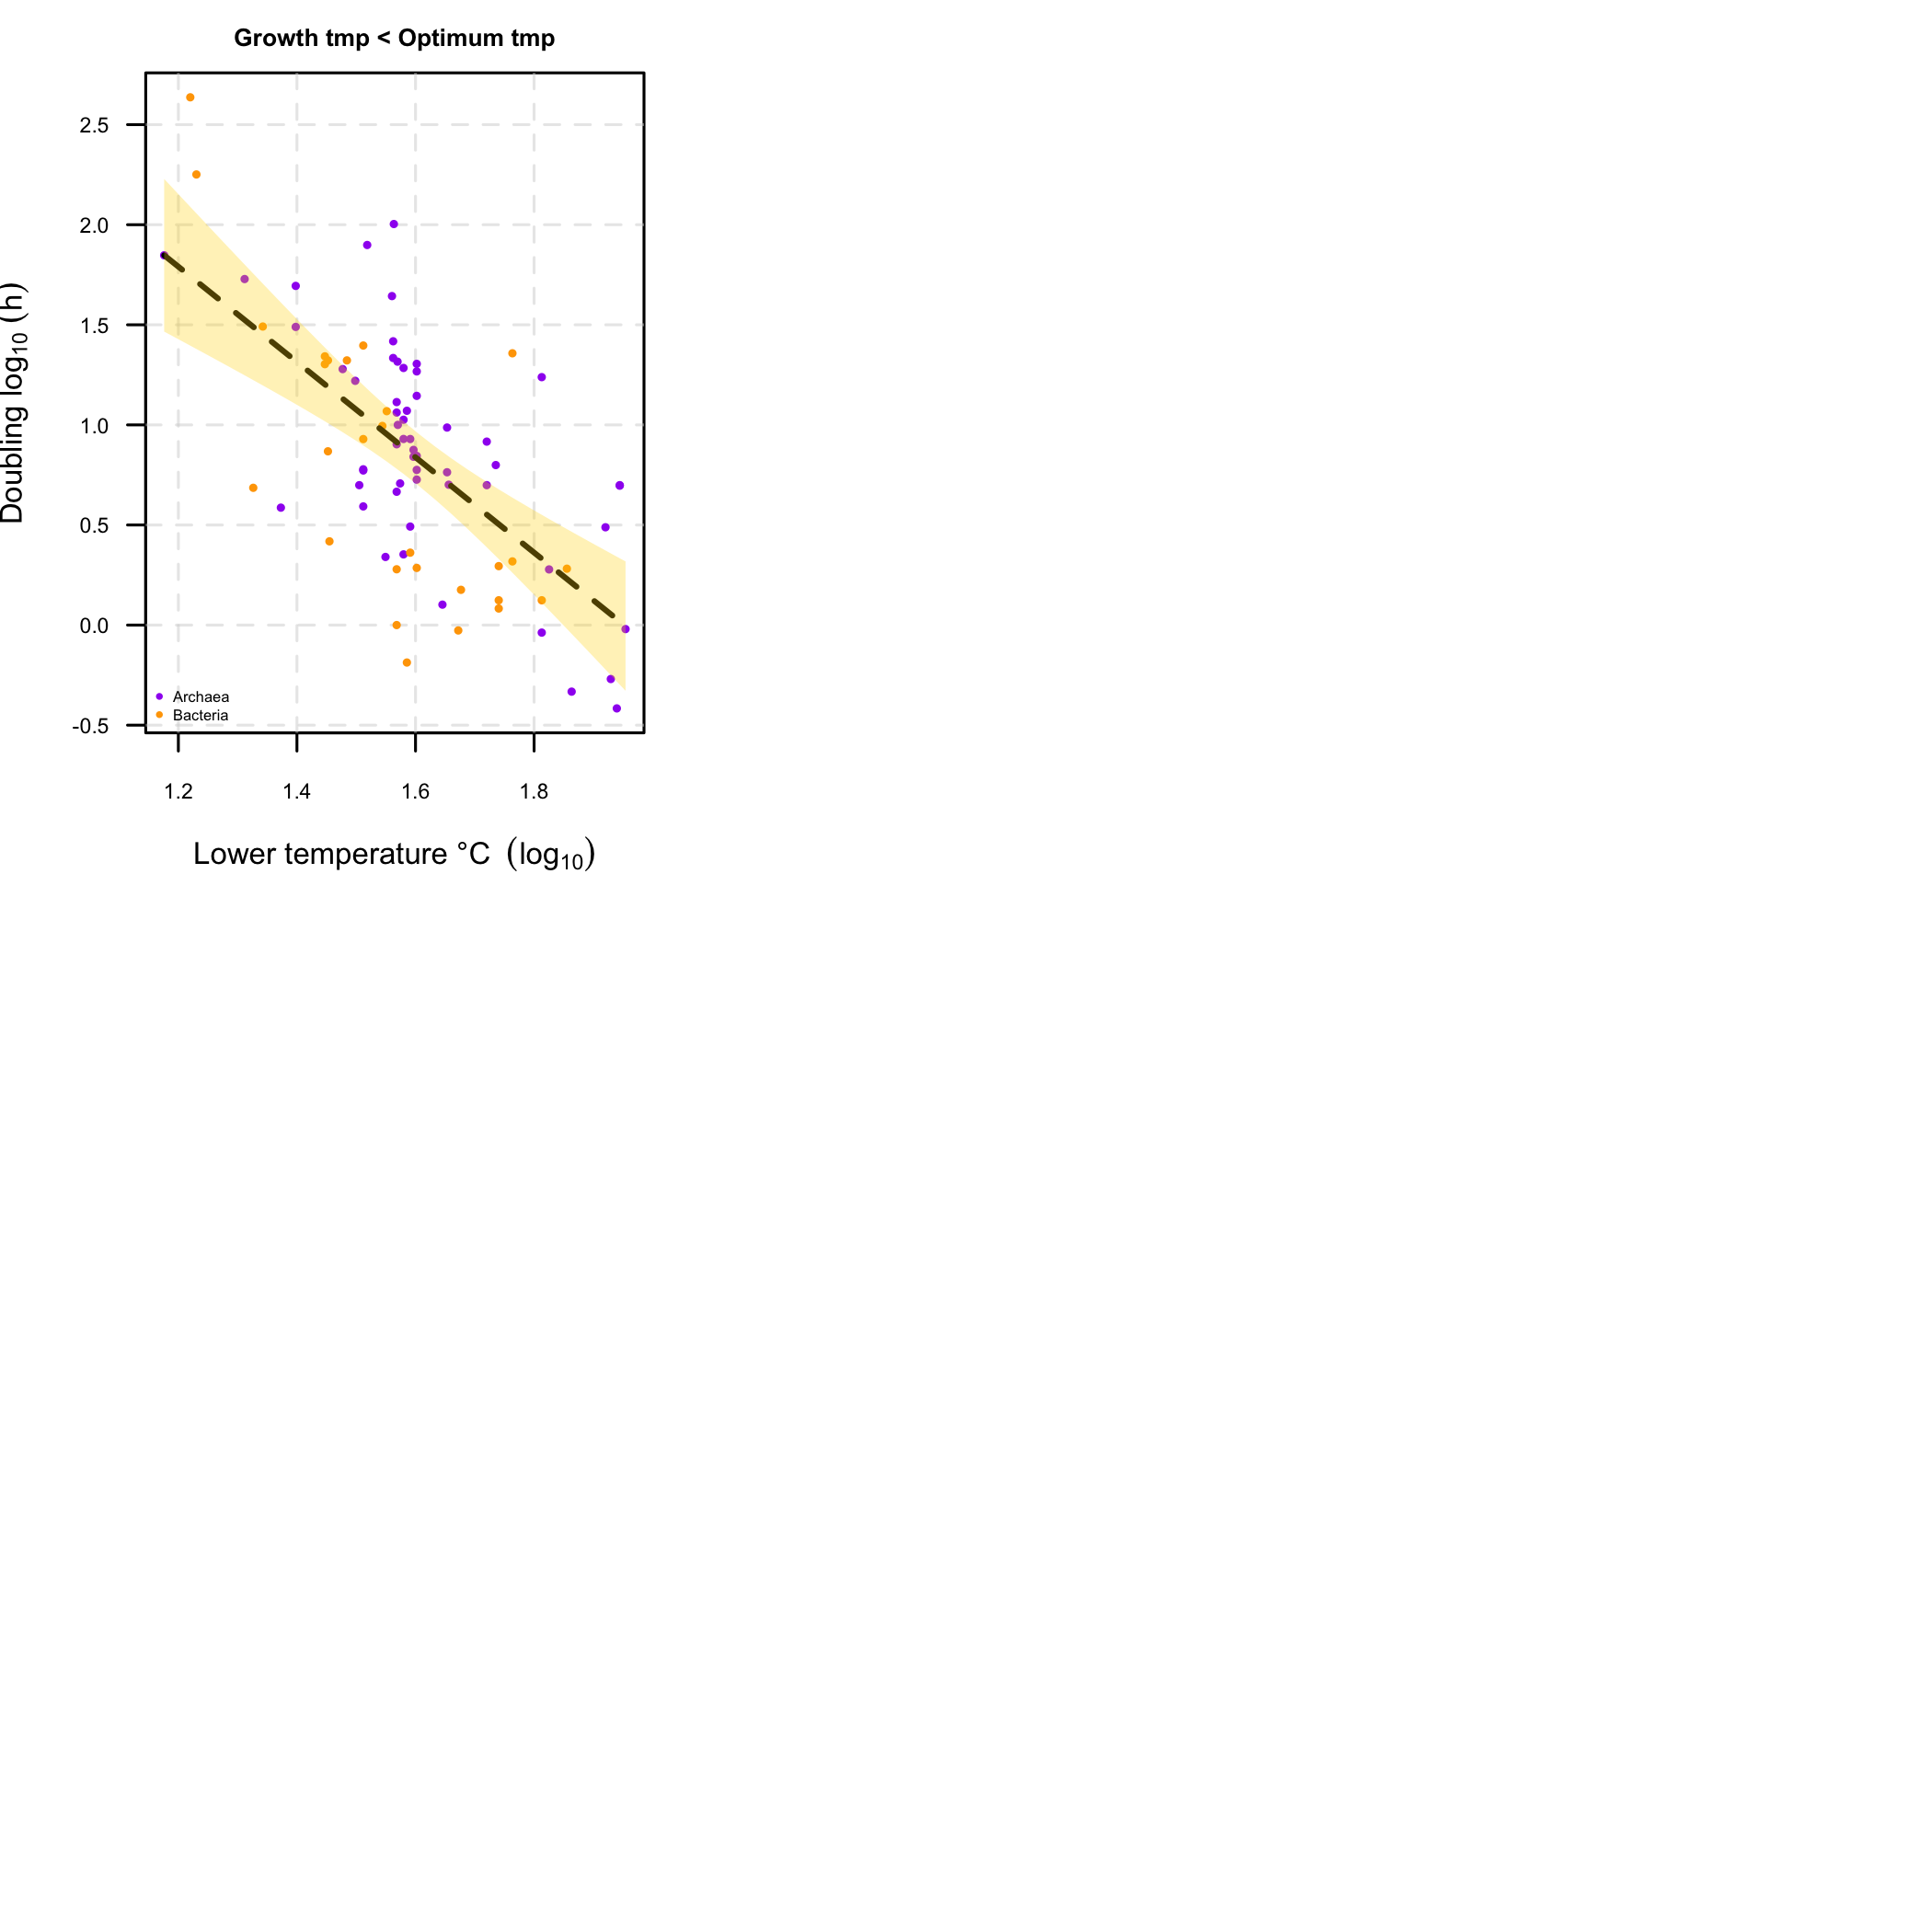 Growth tmp < Optimum tmp
2.5
2.0
1.5
1.0
0.5
0.0
-0.5
Doubling log10 (h)
Archaea
Bacteria
1.2 1.4 1.6 1.8
Lower temperature °C (log10)